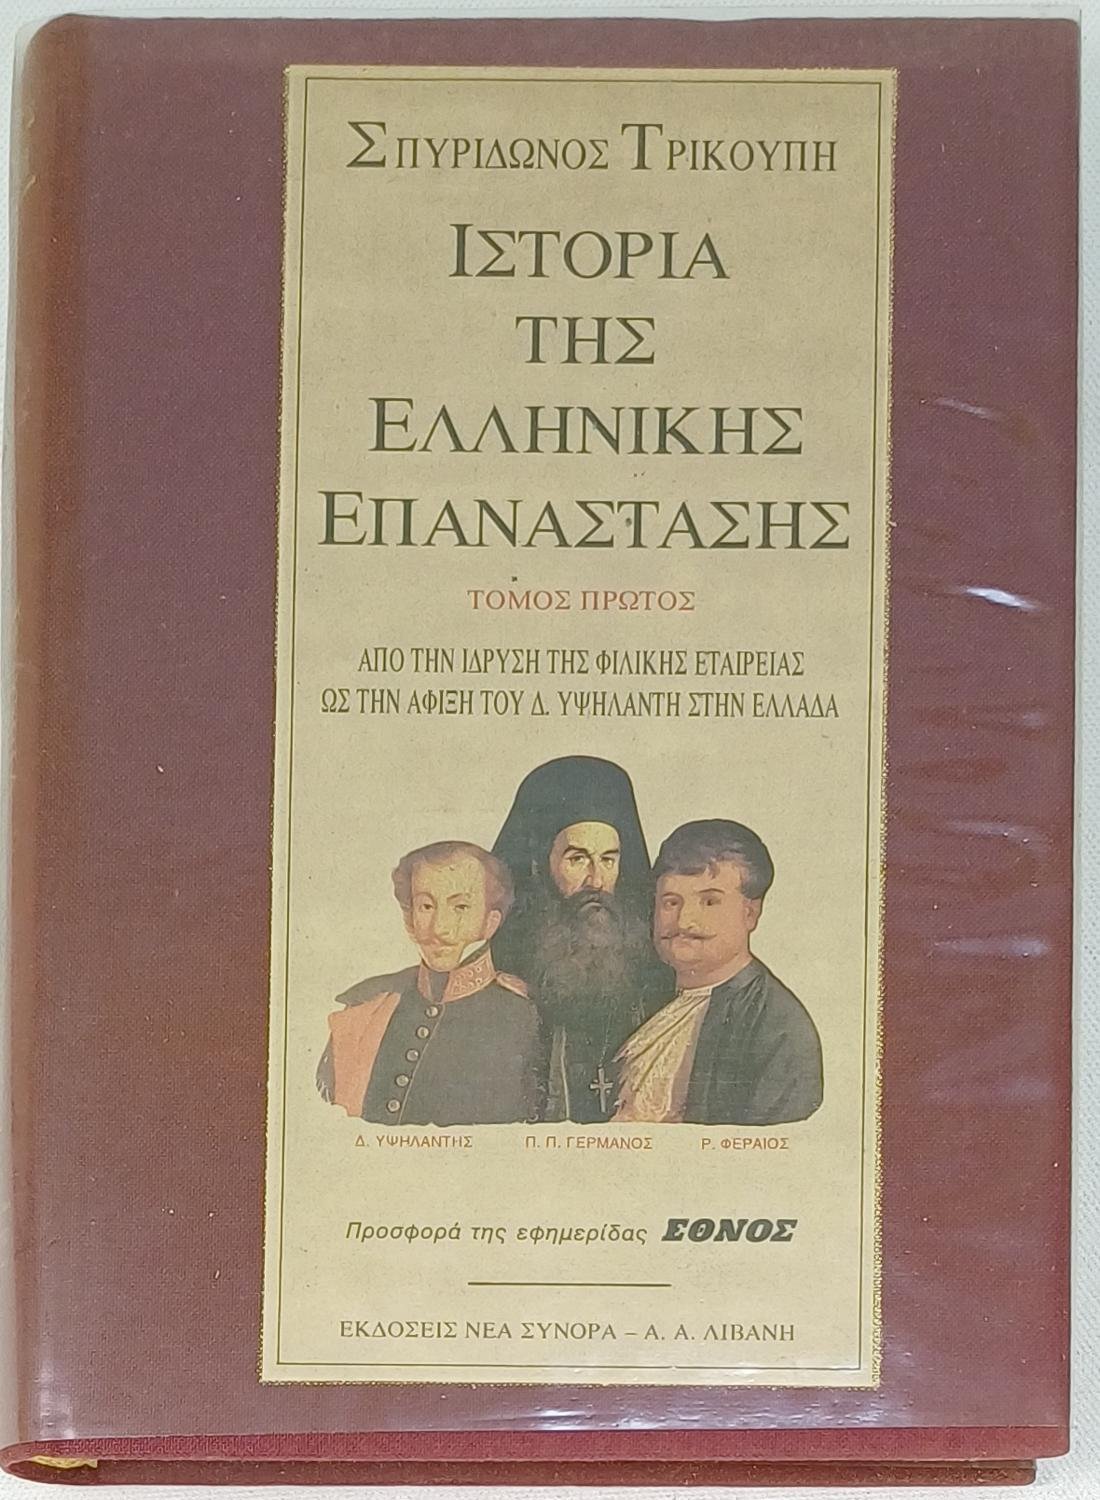 ΣΠΥΡΙΔΩΝΟΣ ΤΡΙΚΟΥΠΗ
ΙΣΤΟΡΙΑ
ΤΗΣ
ΕΛΛΗΝΙΚΗΣ
ΕΠΑΝΑΣΤΑΣΗΣ
ΤΟΜΟΣ ΠΡΩΤΟΣ
ΑΠΟ ΤΗΝ ΙΔΡΥΣΗ ΤΗΣ ΦΙΛΙΚΗΣ ΕΤΑΙΡΕΙΑΣ
ΩΣ ΤΗΝ ΑΦΙΞΗ ΤΟΥ Δ. ΥΨΗΛΑΝΤΗ ΣΤΗΝ ΕΛΛΑΔΑ
Δ. ΥΨΗΛΑΝΤΗΣ Π. Π. ΓΕΡΜΑΝΟΣ Ρ. ΦΕΡΑΙΟΣ
Προσφορά της εφημερίδας ΕΘΝΟΣ
ΕΚΔΟΣΕΙΣ ΝΕΑ ΣΥΝΟΡΑ – Α. Α. ΛΙΒΑΝΗ